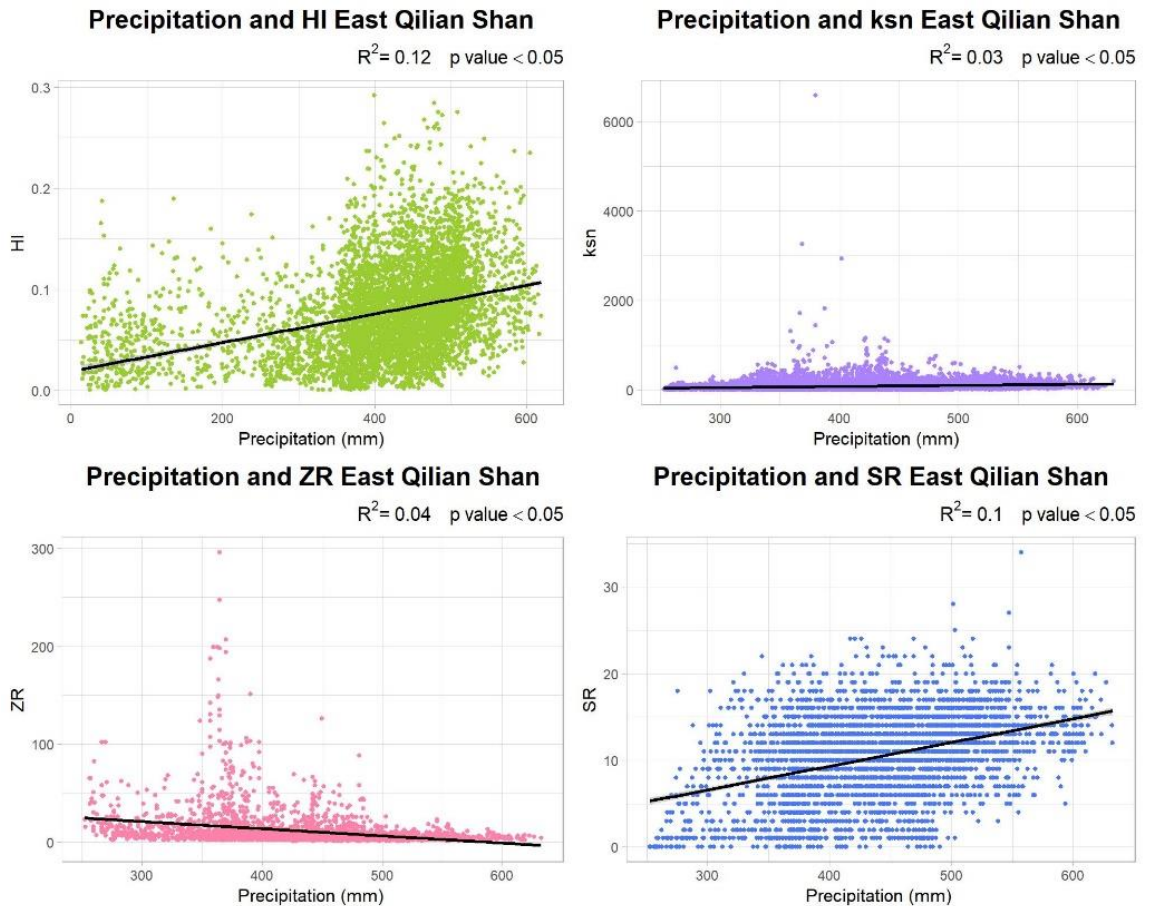 Precipitation and HI East Qilian Shan
R²= 0.12 p value < 0.05
0.3
0.2
0.1
0.0
HI
0 200 400 600
Precipitation (mm)
Precipitation and ksn East Qilian Shan
R²= 0.03 p value < 0.05
6000
4000
2000
0
ksn
300 400 500 600
Precipitation (mm)
Precipitation and ZR East Qilian Shan
R²= 0.04 p value < 0.05
300
200
100
0
ZR
300 400 500 600
Precipitation (mm)
Precipitation and SR East Qilian Shan
R²= 0.1 p value < 0.05
30
20
10
0
SR
300 400 500 600
Precipitation (mm)